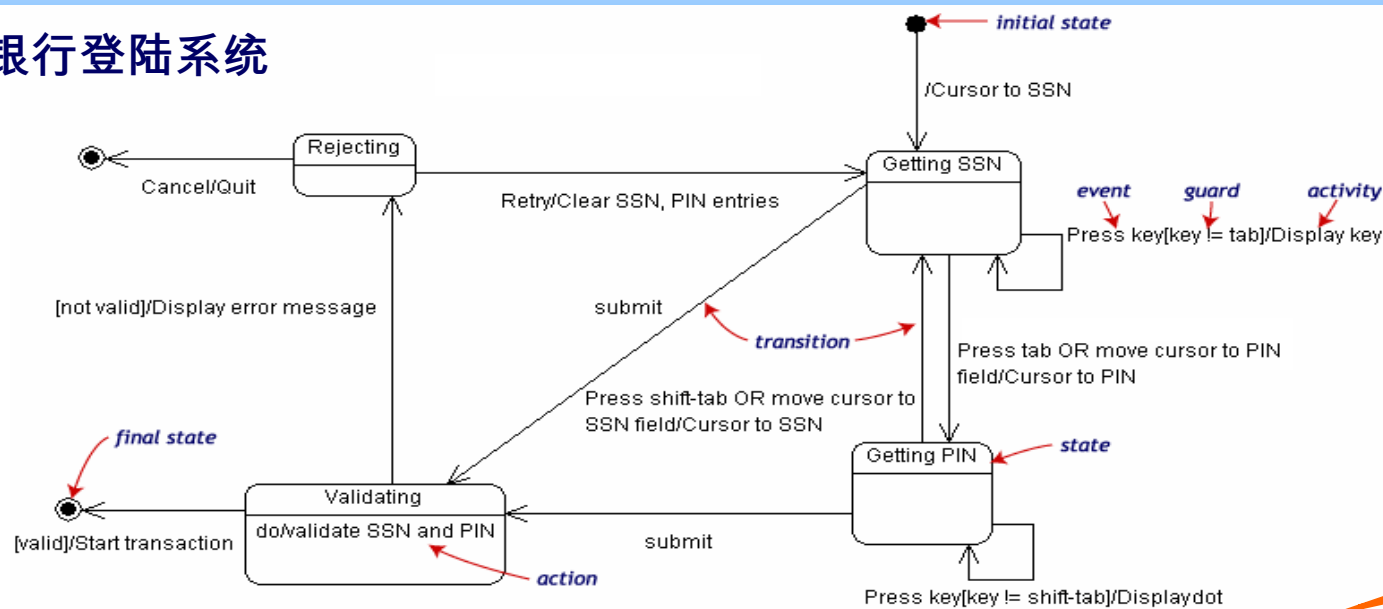 银行登陆系统
initial state
/Cursor to SSN
Rejecting
Getting SSN
Cancel/Quit
Retry/Clear SSN, PIN entries
event guard activity
Press key[key != tab]/Display key
[not valid]/Display error message
submit
transition
Press tab OR move cursor to PIN
field/Cursor to PIN
Press shift-tab OR move cursor to
SSN field/Cursor to SSN
final state
Getting PIN
state
Validating
do/validate SSN and PIN
[valid]/Start transaction
submit
action
Press key[key != shift-tab]/Displaydot